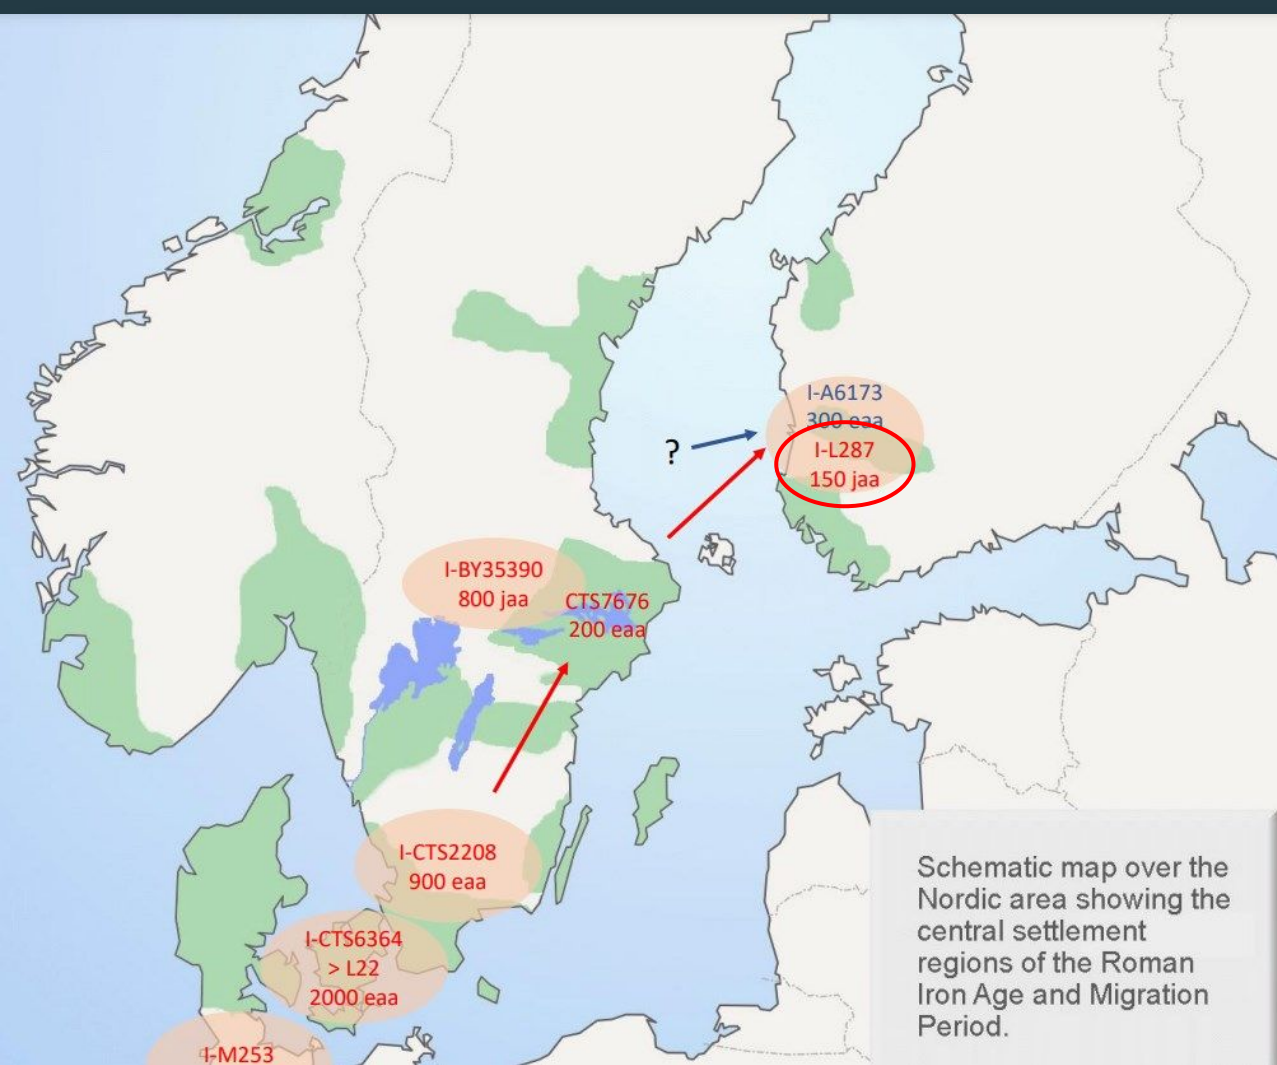 I-A6173
300 eaa
I-L287
150 jaa
?
I-BY35390
800 jaa
CTS7676
200 eaa
I-CTS2208
900 eaa
I-CTS6364
> L22
2000 eaa
I-M253
Schematic map over the
Nordic area showing the
central settlement
regions of the Roman
Iron Age and Migration
Period.